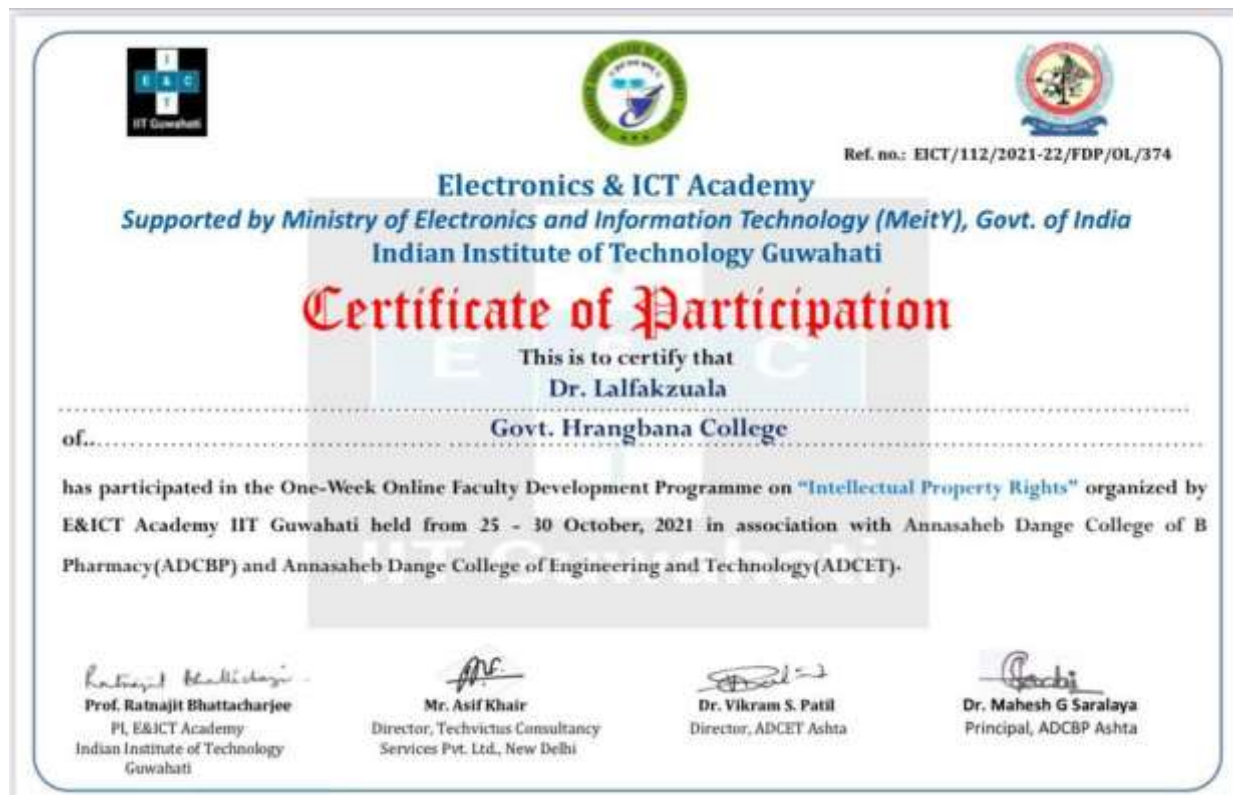 I
E & C
T
IIT Guwahati
Ref. no.: EICT/112/2021-22/FDP/OL/374
Electronics & ICT Academy
Supported by Ministry of Electronics and Information Technology (MeitY), Govt. of India
Indian Institute of Technology Guwahati
Certificate of Participation
This is to certify that
Dr. Lalfakzuala
of.. Govt. Hrangbana College
has participated in the One-Week Online Faculty Development Programme on “Intellectual Property Rights” organized by
E&ICT Academy IIT Guwahati held from 25 - 30 October, 2021 in association with Annasaheb Dange College of B
Pharmacy(ADCBP) and Annasaheb Dange College of Engineering and Technology(ADCET).
E & C
IIT Guwahati
Prof. Ratnajit Bhattacharjee
PI, E&ICT Academy
Indian Institute of Technology
Guwahati
Mr. Asif Khair
Director, Techvictus Consultancy
Services Pvt. Ltd., New Delhi
Dr. Vikram S. Patil
Director, ADCET Ashta
Dr. Mahesh G Saralaya
Principal, ADCBP Ashta